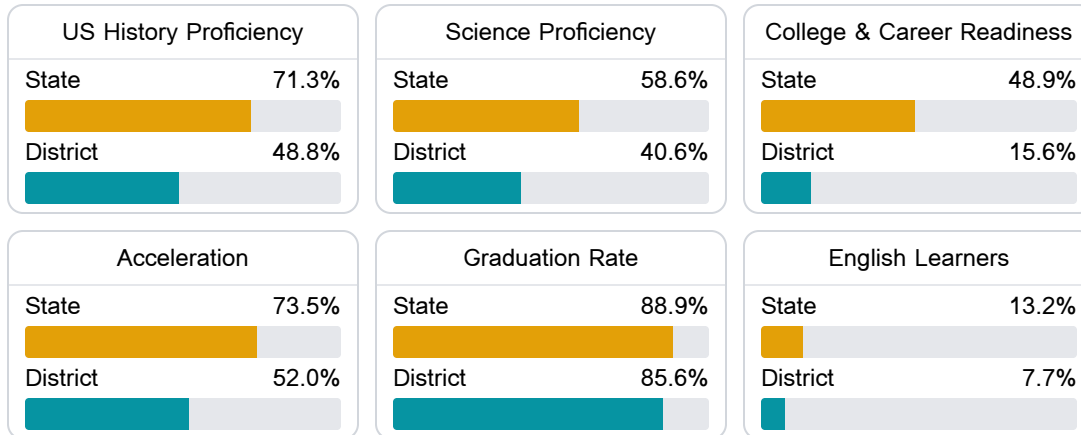 US History Proficiency
State 71.3%
District 48.8%
Science Proficiency
State 58.6%
District 40.6%
College & Career Readiness
State 48.9%
District 15.6%
Acceleration
State 73.5%
District 52.0%
Graduation Rate
State 88.9%
District 85.6%
English Learners
State 13.2%
District 7.7%